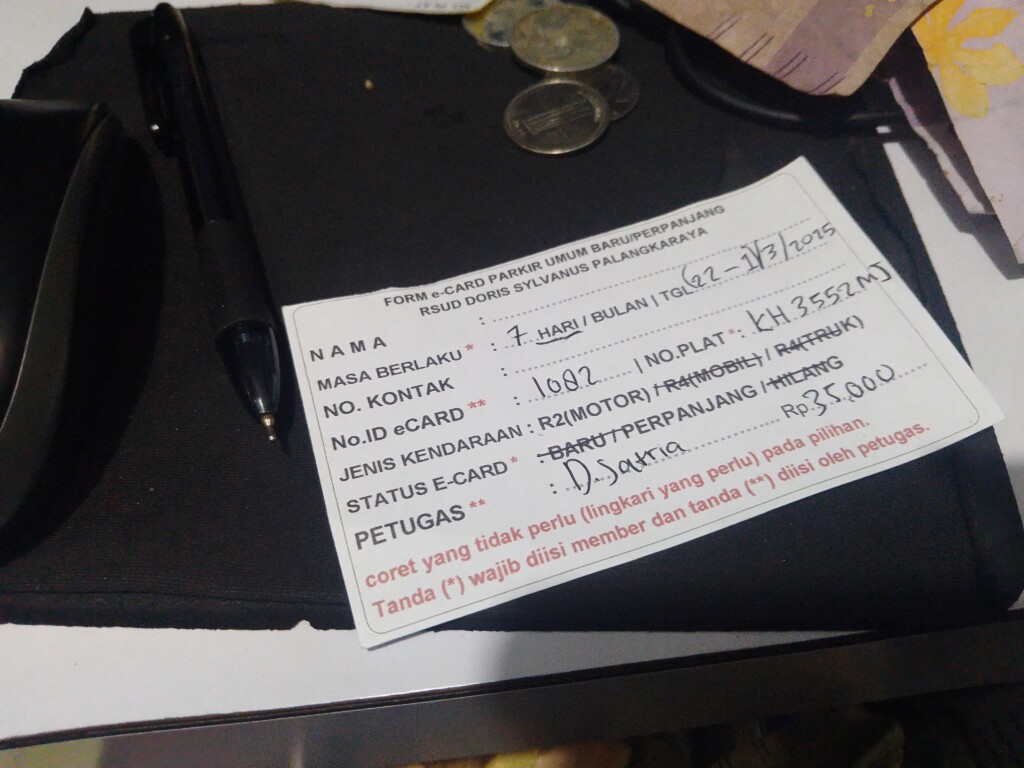 FORM e-CARD PARKIR UMUM BARU/PERPANJANG
RSUD DORIS SYLVANUS PALANGKARAYA
NAMA :
MASA BERLAKU * : 7 HARI / BULAN | TGL (22 - 1)/3/2025
NO. KONTAK :
No.ID eCARD ** : 1082 | NO.PLAT * : KH 3552 MJ
JENIS KENDARAAN : R2(MOTOR) / R4(MOBIL) / R4(TRUK)
STATUS E-CARD * : BARU / PERPANJANG / HILANG
PETUGAS ** : D. Satria Rp. 35.000
coret yang tidak perlu (lingkari yang perlu) pada pilihan.
Tanda (*) wajib diisi member dan tanda (**) diisi oleh petugas.